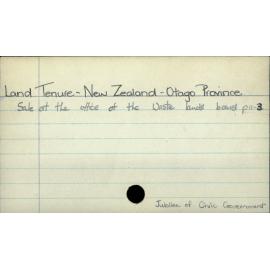 Land Tenure - New Zealand - Otago Province
Sale at the office of the Waste lands board p.11-3
Jubilee of Civic Government